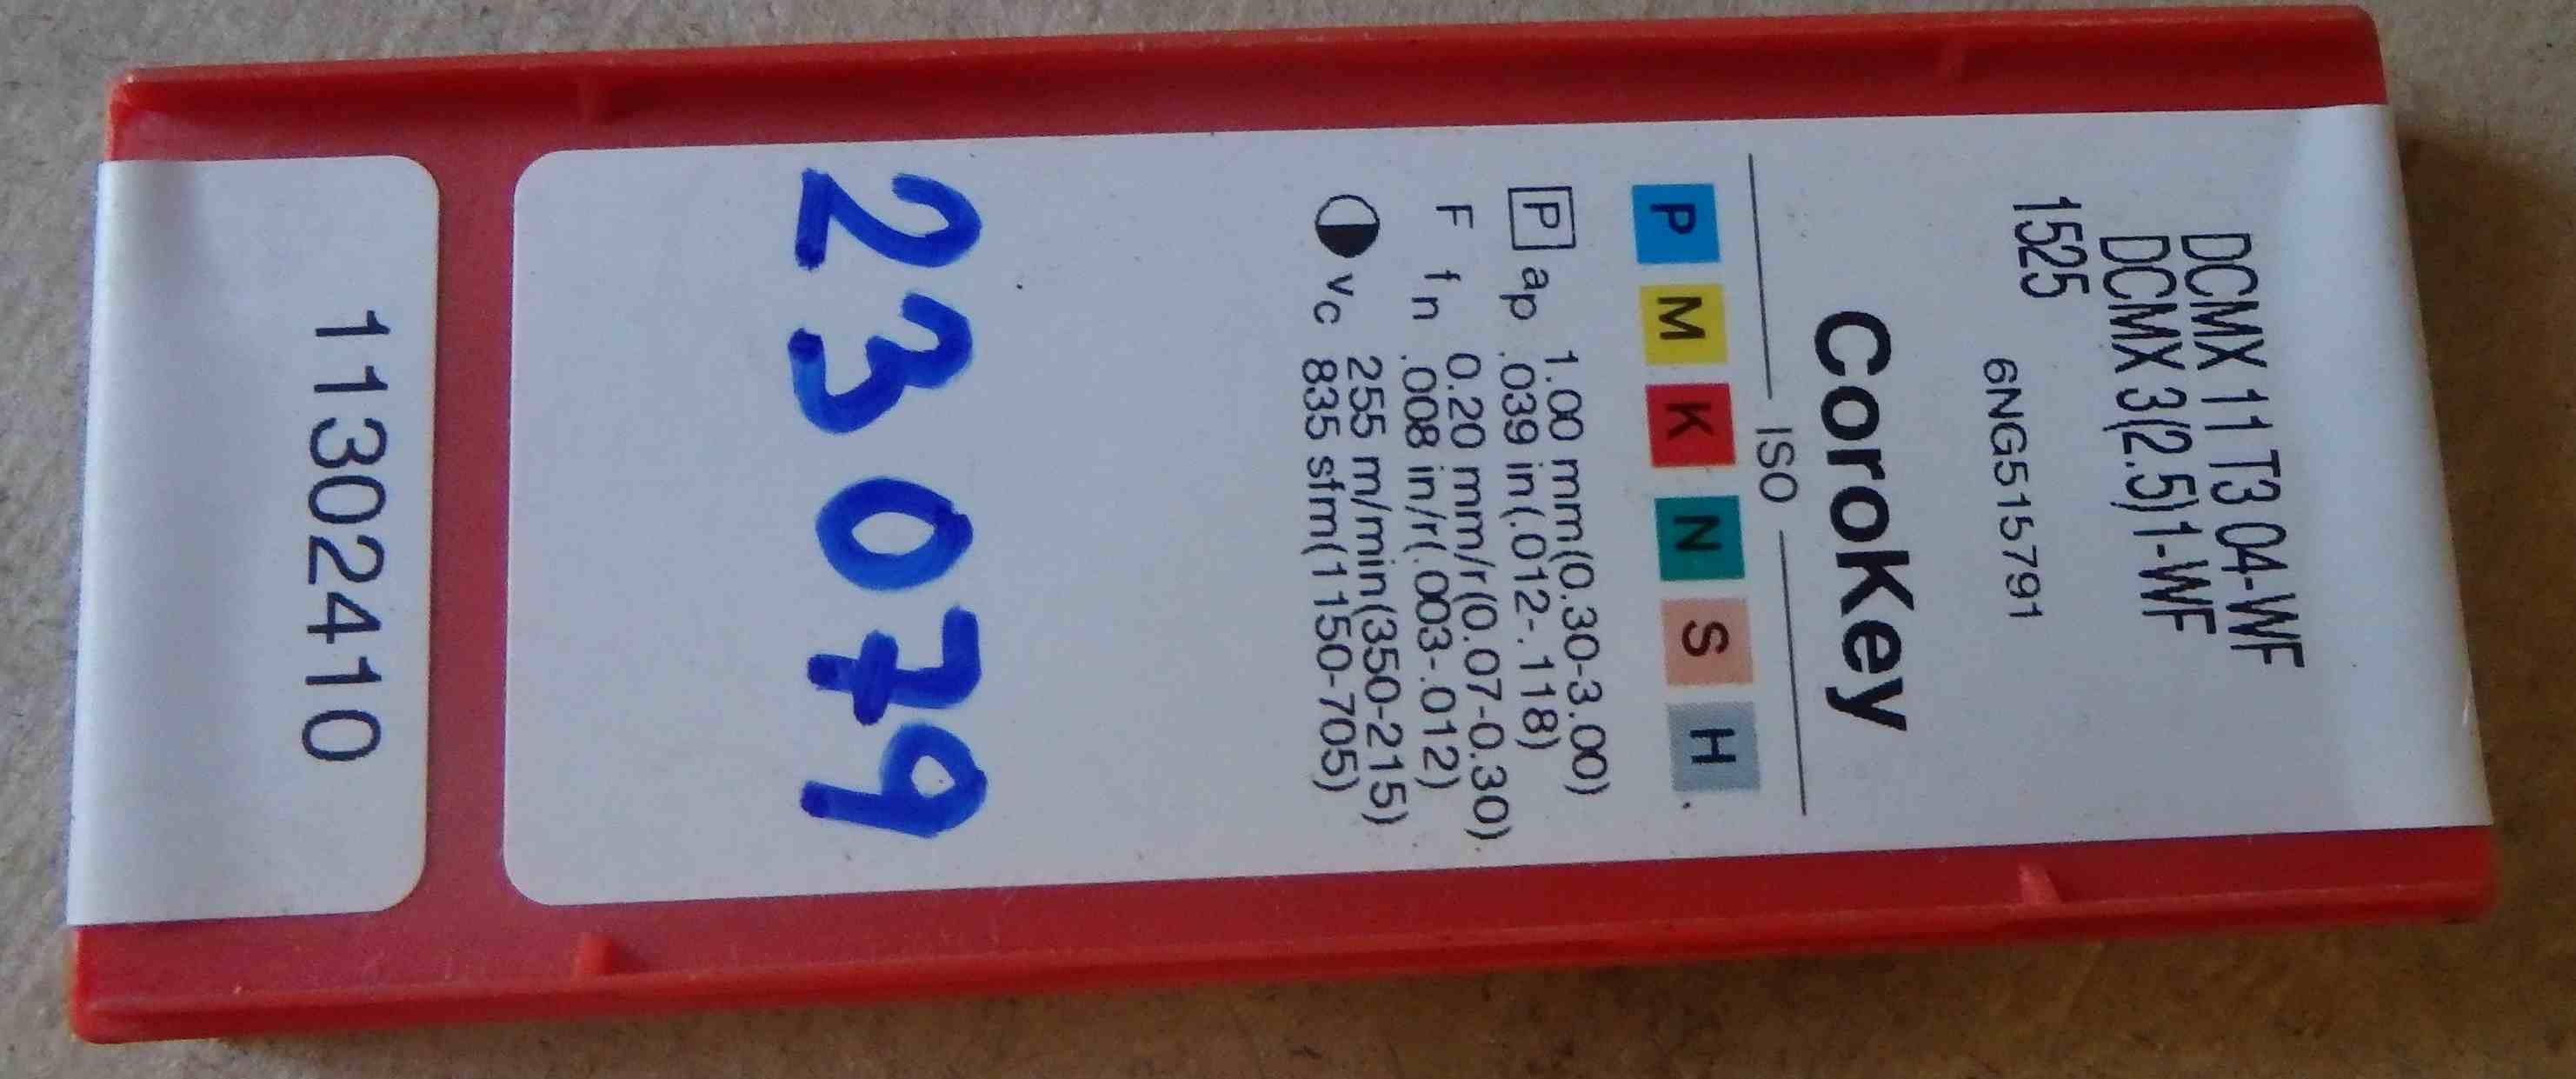 DCMX 11 T3 04-WF
DCMX 3(2.5)1-WF
1525
6NG515791
CoroKey
ISO
P M K N S H
P ap 1.00 mm(0.30-3.00)
.039 in(.012-.118)
F fn 0.20 mm/r(0.07-0.30)
.008 in/r(.003-.012)
vc 255 m/min(350-215)
835 sfm(1150-705)
23079
11302410